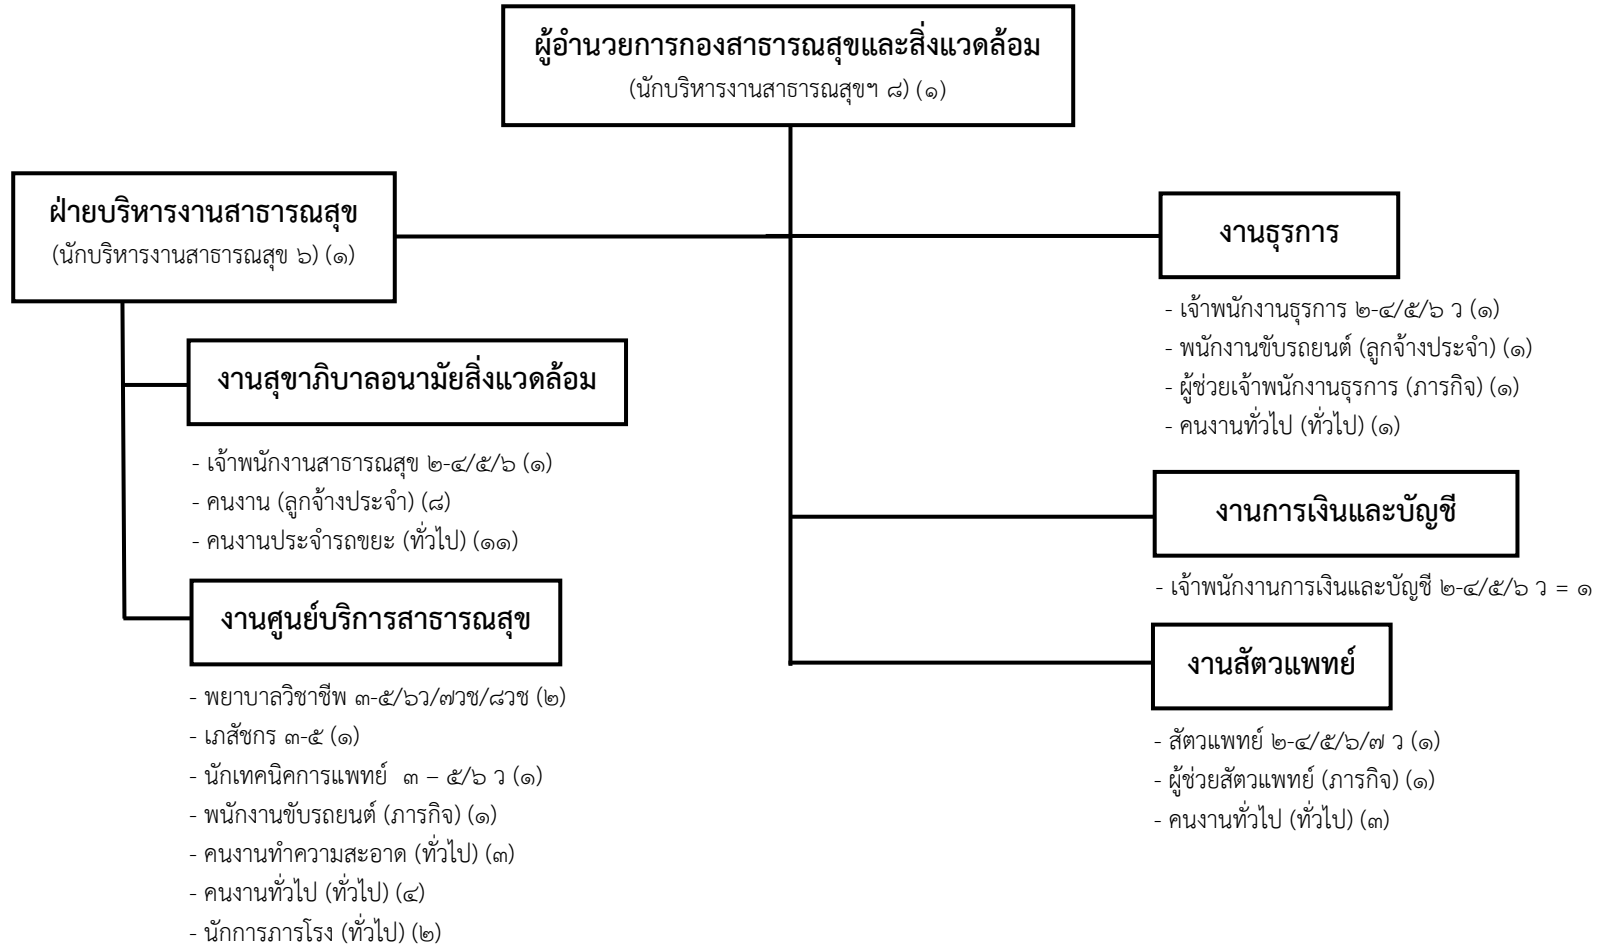 ผู้อำนวยการกองสาธารณสุขและสิ่งแวดล้อม
(นักบริหารงานสาธารณสุขฯ ๘) (๑)
ฝ่ายบริหารงานสาธารณสุข
(นักบริหารงานสาธารณสุข ๖) (๑)
งานสุขาภิบาลอนามัยสิ่งแวดล้อม
- เจ้าพนักงานสาธารณสุข ๒-๔/๕/๖ (๑)
- คนงาน (ลูกจ้างประจำ) (๘)
- คนงานประจำรถขยะ (ทั่วไป) (๑๑)
งานศูนย์บริการสาธารณสุข
- พยาบาลวิชาชีพ ๓-๕/๖ว/๗วช/๘วช (๒)
- เภสัชกร ๓-๕ (๑)
- นักเทคนิคการแพทย์ ๓ – ๕/๖ ว (๑)
- พนักงานขับรถยนต์ (ภารกิจ) (๑)
- คนงานทำความสะอาด (ทั่วไป) (๓)
- คนงานทั่วไป (ทั่วไป) (๔)
- นักการภารโรง (ทั่วไป) (๒)
งานธุรการ
- เจ้าพนักงานธุรการ ๒-๔/๕/๖ ว (๑)
- พนักงานขับรถยนต์ (ลูกจ้างประจำ) (๑)
- ผู้ช่วยเจ้าพนักงานธุรการ (ภารกิจ) (๑)
- คนงานทั่วไป (ทั่วไป) (๑)
งานการเงินและบัญชี
- เจ้าพนักงานการเงินและบัญชี ๒-๔/๕/๖ ว = ๑
งานสัตวแพทย์
- สัตวแพทย์ ๒-๔/๕/๖/๗ ว (๑)
- ผู้ช่วยสัตวแพทย์ (ภารกิจ) (๑)
- คนงานทั่วไป (ทั่วไป) (๓)